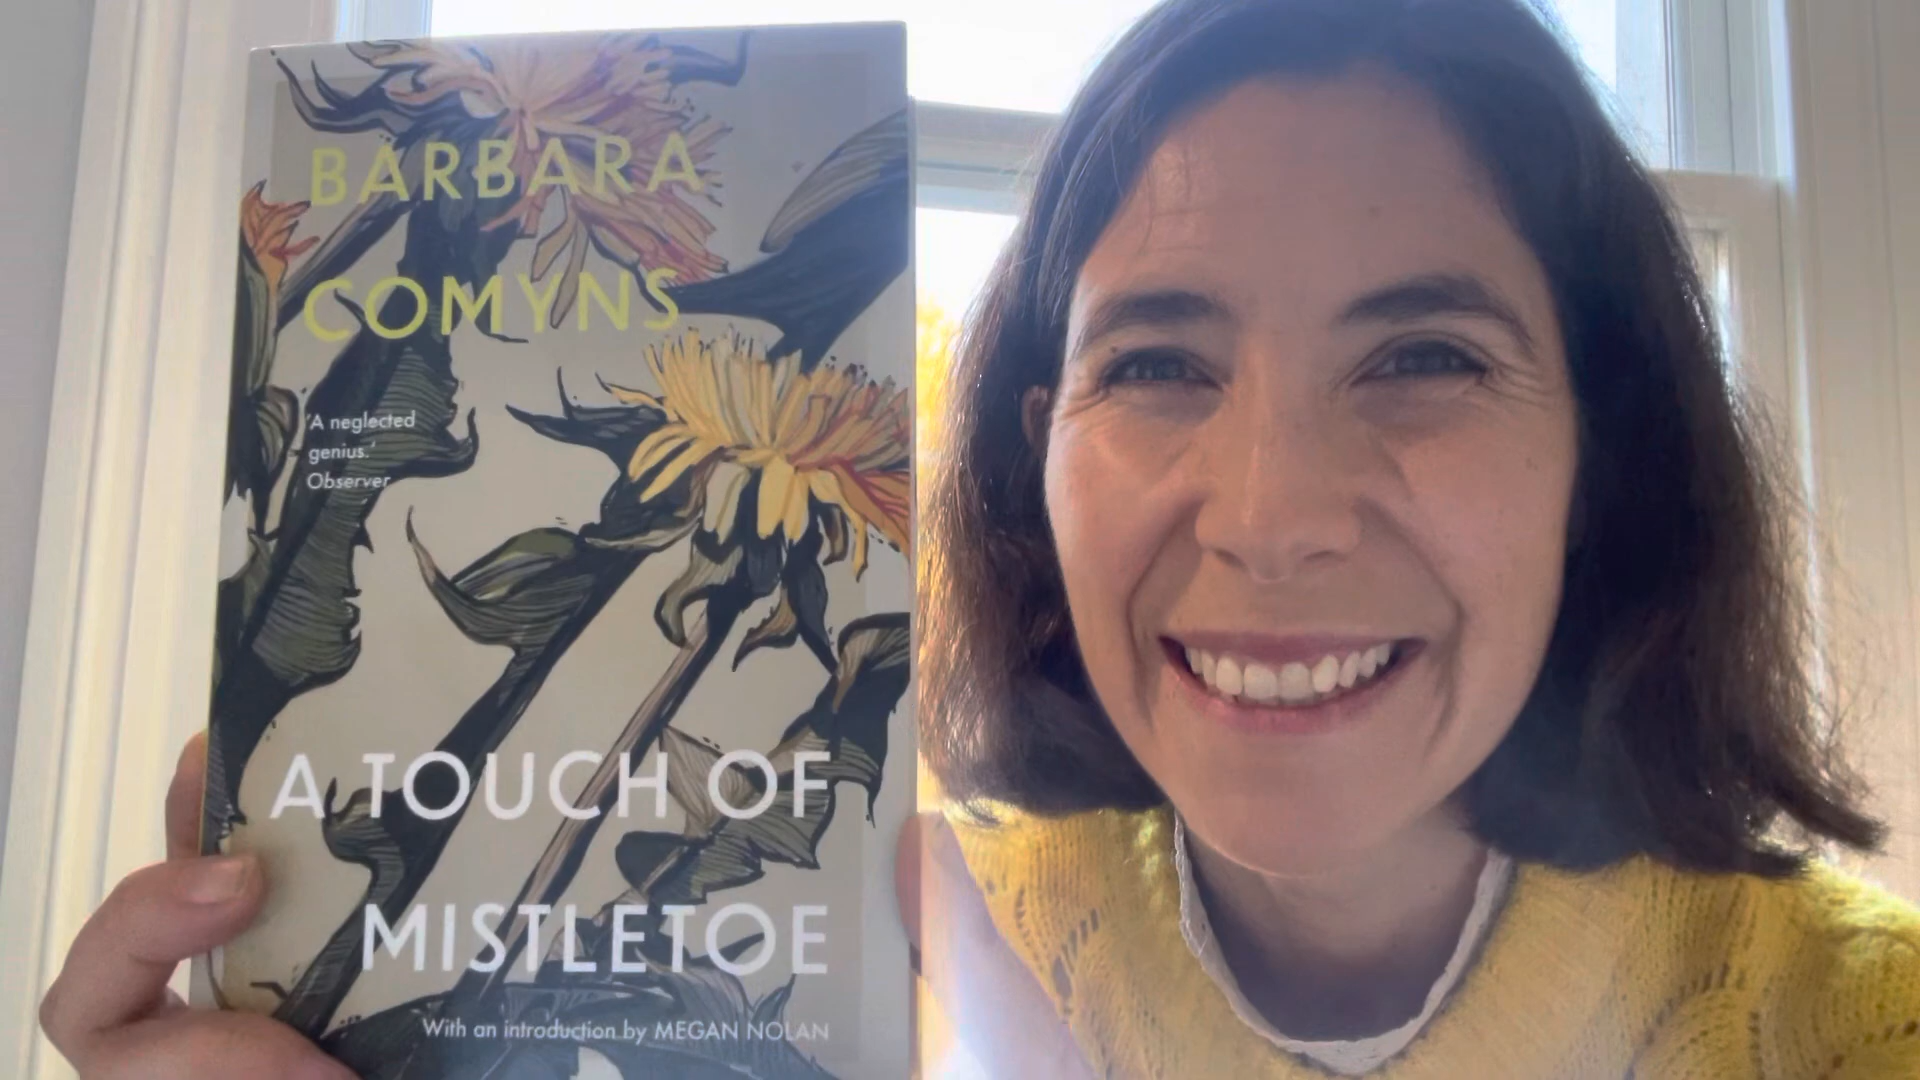 BARBARA
COMYNS
'A neglected
genius.'
Observer
A TOUCH OF
MISTLETOE
With an introduction by MEGAN NOLAN